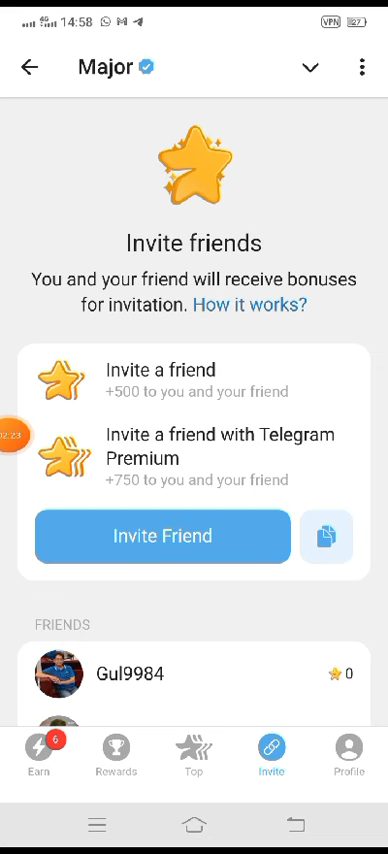 4G 14:58 VPN 27
Major
Invite friends
You and your friend will receive bonuses
for invitation. How it works?
Invite a friend
+500 to you and your friend
Invite a friend with Telegram
Premium
+750 to you and your friend
02:23
Invite Friend
FRIENDS
Gul9984 0
6
Earn Rewards Top Invite Profile